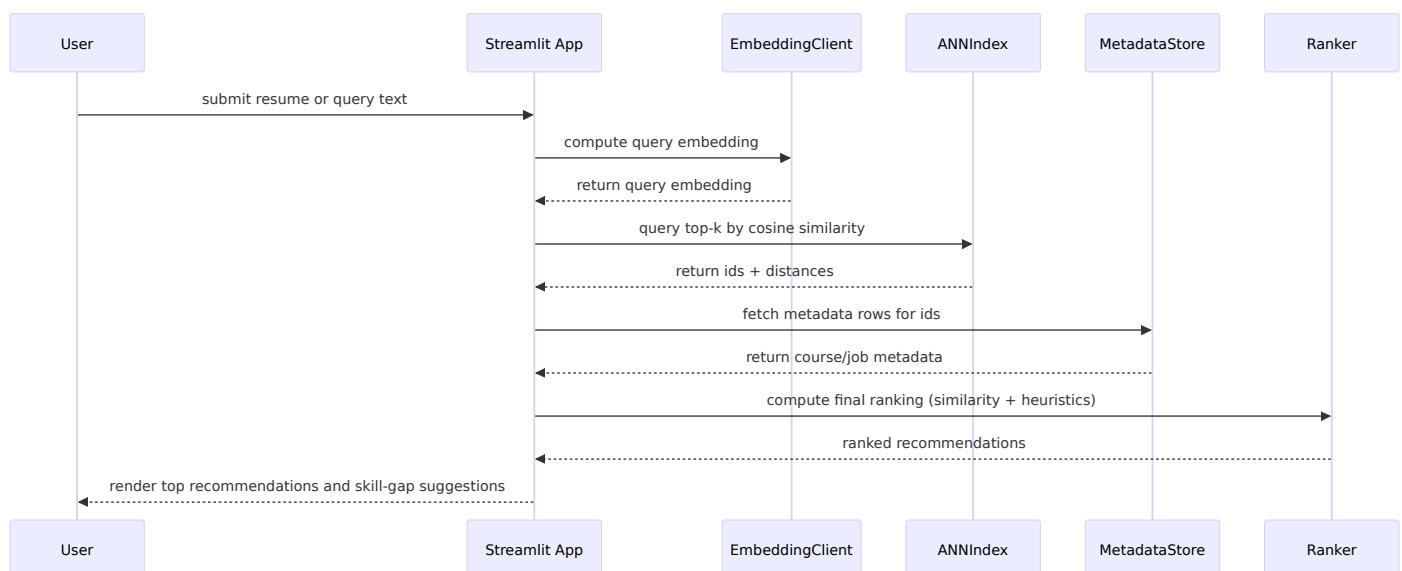 User Streamlit App EmbeddingClient ANNIndex MetadataStore Ranker
submit resume or query text
compute query embedding
return query embedding
query top-k by cosine similarity
return ids + distances
fetch metadata rows for ids
return course/job metadata
compute final ranking (similarity + heuristics)
ranked recommendations
render top recommendations and skill-gap suggestions
User Streamlit App EmbeddingClient ANNIndex MetadataStore Ranker